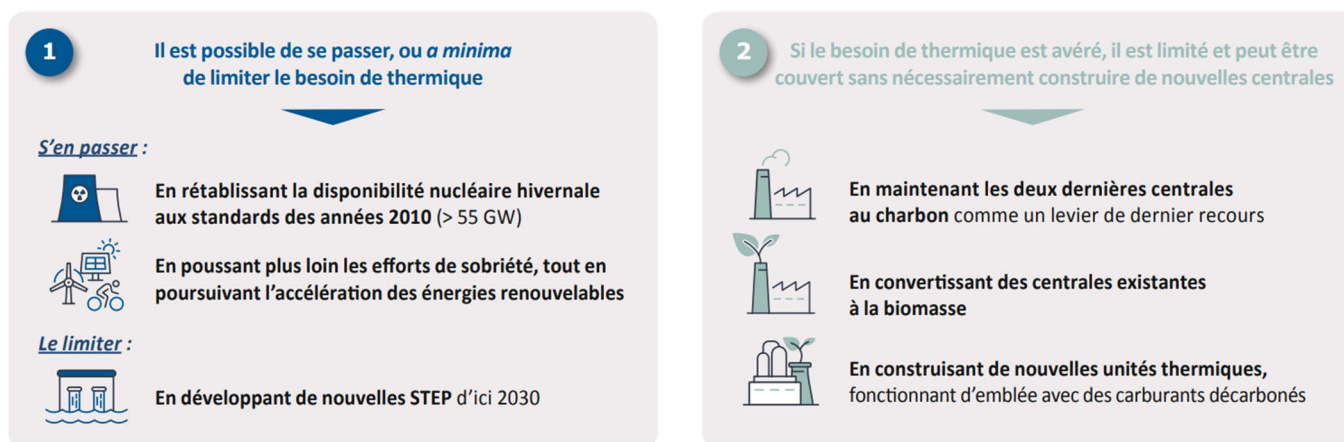 1
Il est possible de se passer, ou a minima
de limiter le besoin de thermique
S'en passer :
En rétablissant la disponibilité nucléaire hivernale
aux standards des années 2010 (> 55 GW)
En poussant plus loin les efforts de sobriété, tout en
poursuivant l'accélération des énergies renouvelables
Le limiter :
En développant de nouvelles STEP d'ici 2030
2
Si le besoin de thermique est avéré, il est limité et peut être
couvert sans nécessairement construire de nouvelles centrales
En maintenant les deux dernières centrales
au charbon comme un levier de dernier recours
En convertissant des centrales existantes
à la biomasse
En construisant de nouvelles unités thermiques,
fonctionnant d'emblée avec des carburants décarbonés